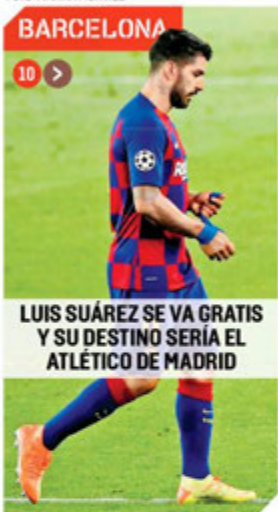 BARCELONA
10 >
LUIS SUÁREZ SE VA GRATIS
Y SU DESTINO SERÍA EL
ATLÉTICO DE MADRID